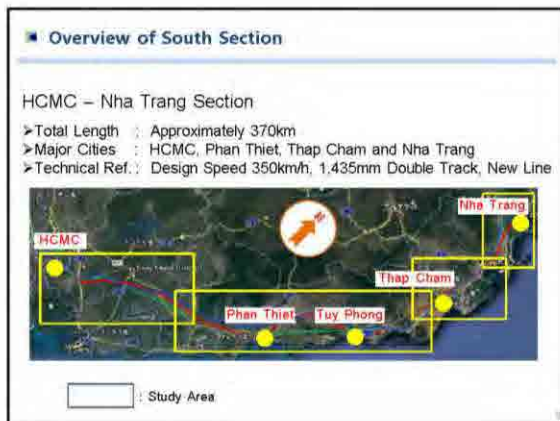 Overview of South Section
HCMC – Nha Trang Section
➢Total Length : Approximately 370km
➢Major Cities : HCMC, Phan Thiet, Thap Cham and Nha Trang
➢Technical Ref. : Design Speed 350km/h, 1,435mm Double Track, New Line
Nha Trang
HCMC
Thap Cham
Phan Thiet
Tuy Phong
: Study Area